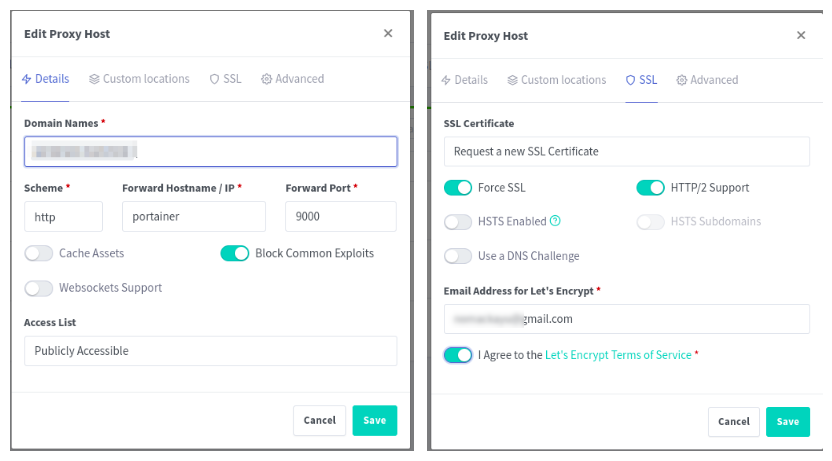 Edit Proxy Host
Details Custom locations SSL Advanced
Domain Names *
Scheme * Forward Hostname / IP * Forward Port *
http portainer 9000
Cache Assets Block Common Exploits
Websockets Support
Access List
Publicly Accessible
Cancel Save
Edit Proxy Host
Details Custom locations SSL Advanced
SSL Certificate
Request a new SSL Certificate
Force SSL HTTP/2 Support
HSTS Enabled HSTS Subdomains
Use a DNS Challenge
Email Address for Let's Encrypt *
@gmail.com
I Agree to the Let's Encrypt Terms of Service *
Cancel Save